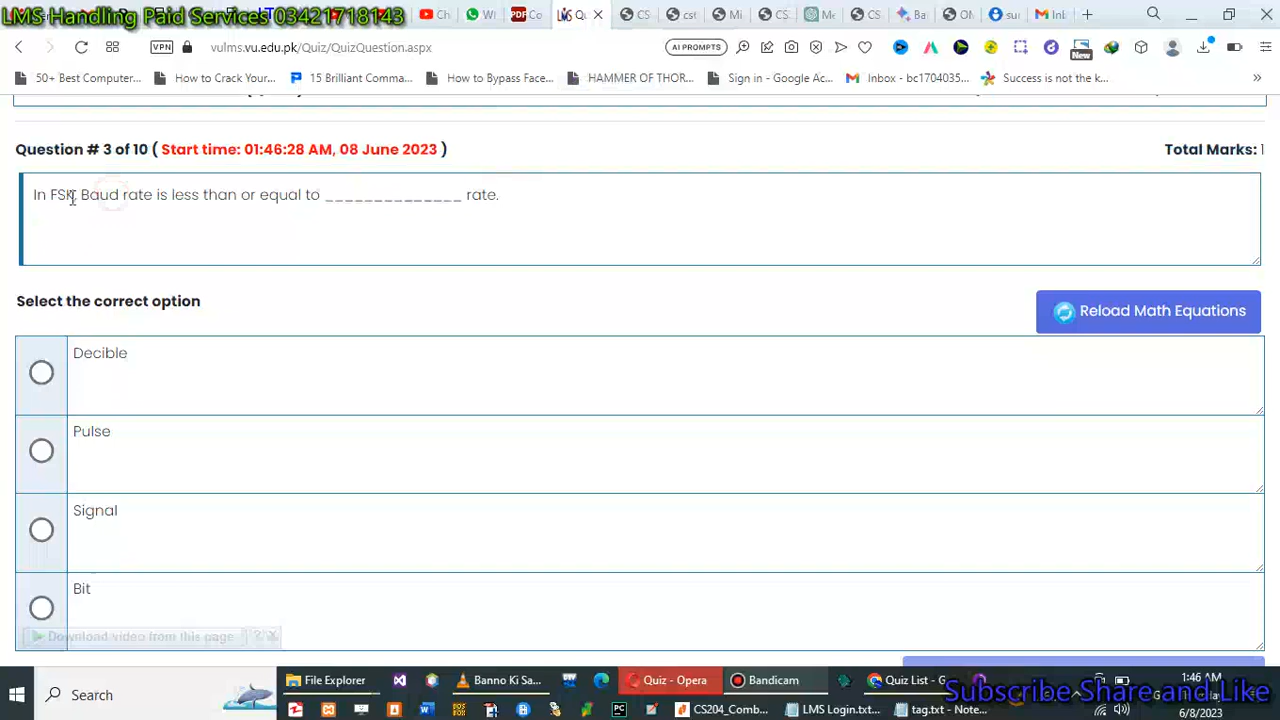 LMS Handling Paid Services 03421718143
VPN
vulms.vu.edu.pk/Quiz/QuizQuestion.aspx
AI PROMPTS
New
50+ Best Computer...
How to Crack Your...
15 Brilliant Comma...
How to Bypass Face...
HAMMER OF THOR...
Sign in - Google Ac...
Inbox - bc1704035...
Success is not the k...
Question # 3 of 10 ( Start time: 01:46:28 AM, 08 June 2023 )
Total Marks: 1
In FSK Baud rate is less than or equal to ______________ rate.
Select the correct option
Reload Math Equations
Decible
Pulse
Signal
Bit
Download video from this page
?
Search
File Explorer
Banno Ki Sa...
Quiz - Opera
Bandicam
Quiz List - G
1:46 AM
CS204_Comb...
LMS Login.txt...
tag.txt - Note...
6/8/2023
Subscribe Share and Like